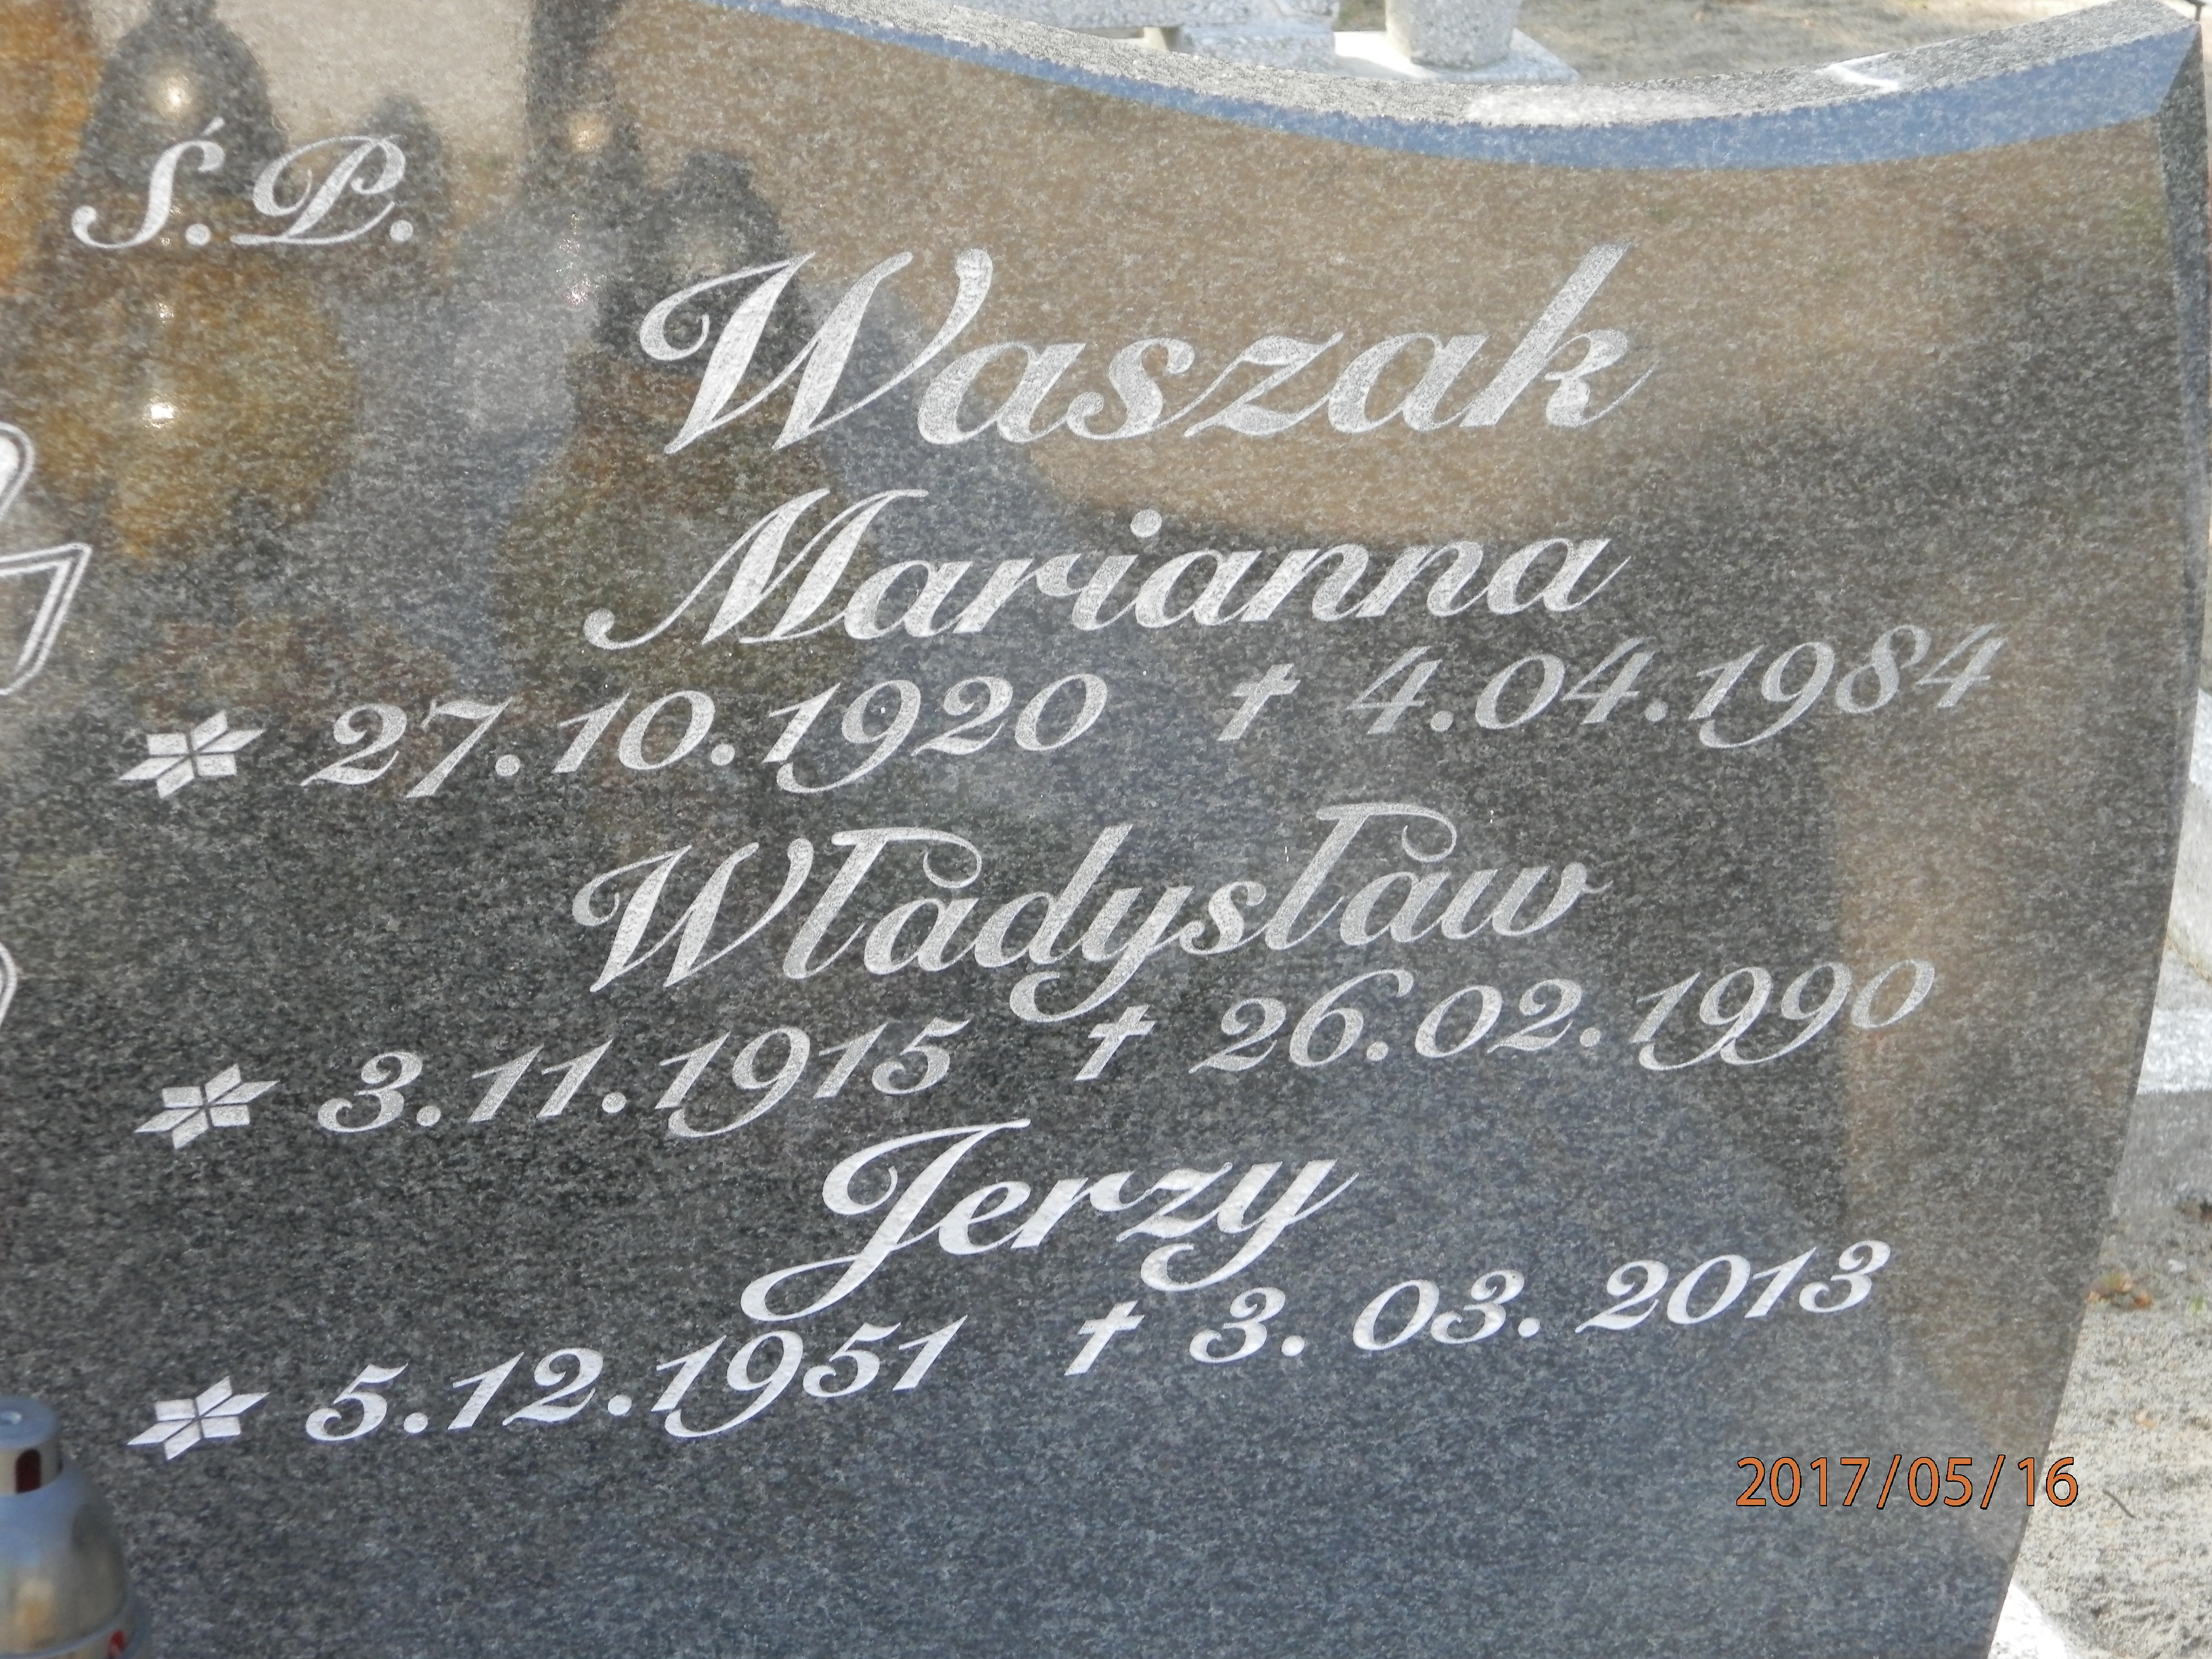 Ś.P.
Waszak
Marianna
* 27.10.1920 † 4.04.1984
Władysław
* 3.11.1915 † 26.02.1990
Jerzy
* 5.12.1951 † 3. 03. 2013
2017/05/16